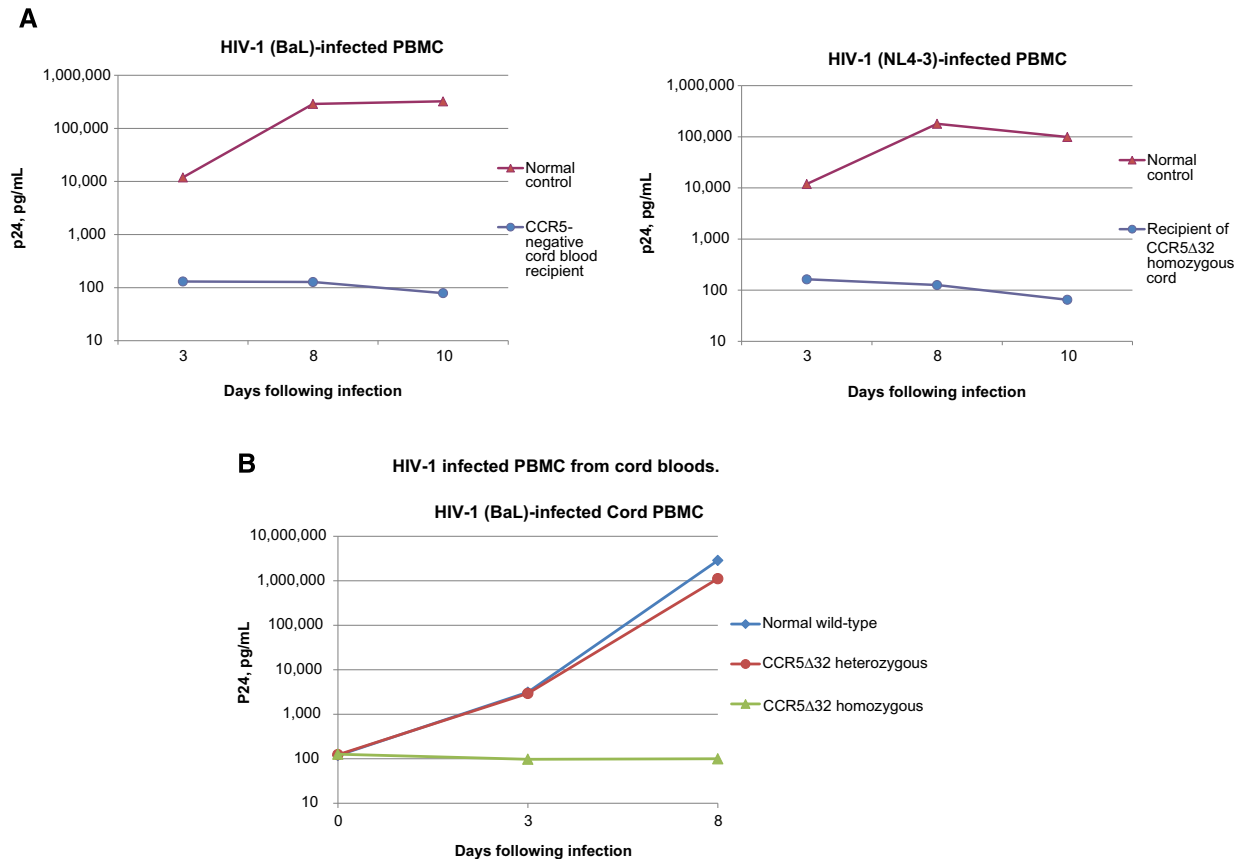 A
HIV-1 (BaL)-infected PBMC
1,000,000
100,000
10,000
1,000
100
10
p24, pg/mL
3 8 10
Days following infection
Normal
control
CCR5-
negative
cord blood
recipient
HIV-1 (NL4-3)-infected PBMC
1,000,000
100,000
10,000
1,000
100
10
p24, pg/mL
3 8 10
Days following infection
Normal
control
Recipient of
CCR5Δ32
homozygous
cord
B
HIV-1 infected PBMC from cord bloods.
HIV-1 (BaL)-infected Cord PBMC
10,000,000
1,000,000
100,000
10,000
1,000
100
10
P24, pg/mL
0 3 8
Days following infection
Normal wild-type
CCR5Δ32 heterozygous
CCR5Δ32 homozygous